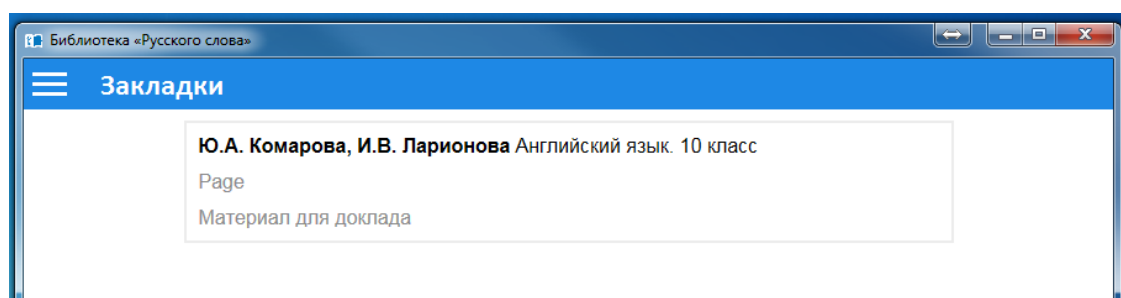 Библиотека «Русского слова»
Закладки
Ю.А. Комарова, И.В. Ларионова Английский язык. 10 класс
Page
Материал для доклада